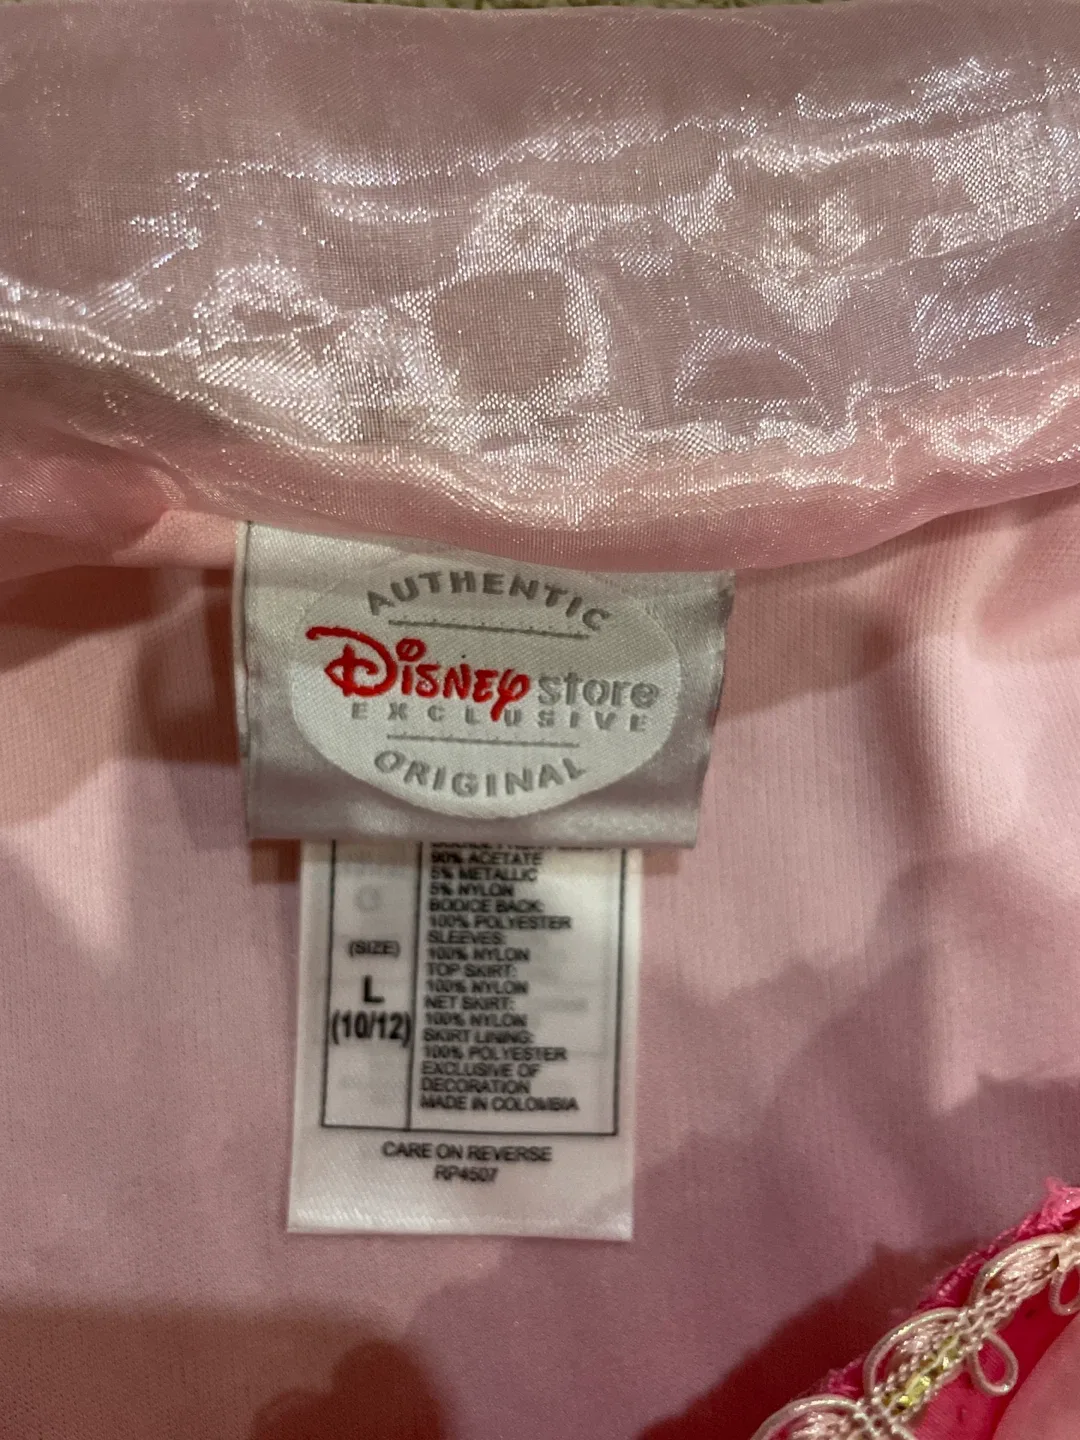 AUTHENTIC
DISNEY store
EXCLUSIVE
ORIGINAL
90% ACETATE
5% METALLIC
5% NYLON
BODICE BACK:
100% POLYESTER
SLEEVES:
100% NYLON
TOP SKIRT:
100% NYLON
NET SKIRT:
100% NYLON
SKIRT LINING:
100% POLYESTER
EXCLUSIVE OF
DECORATION
MADE IN COLOMBIA
(SIZE)
L
(10/12)
CARE ON REVERSE
RP4507